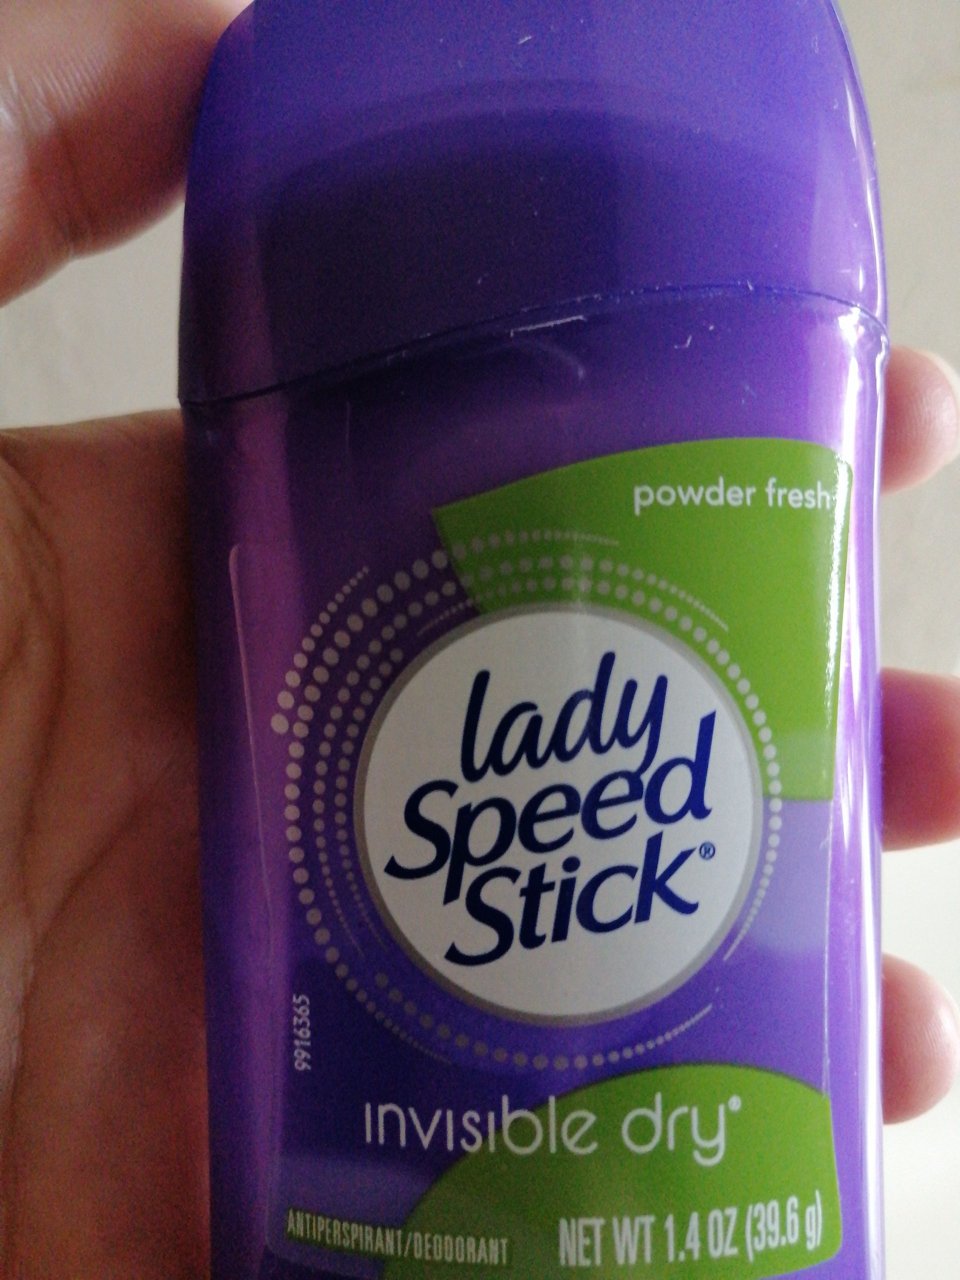 powder fresh
lady
Speed
Stick®
9916365
invisible dry®
ANTIPERSPIRANT/DEODORANT
NET WT 1.4 OZ (39.6 g)